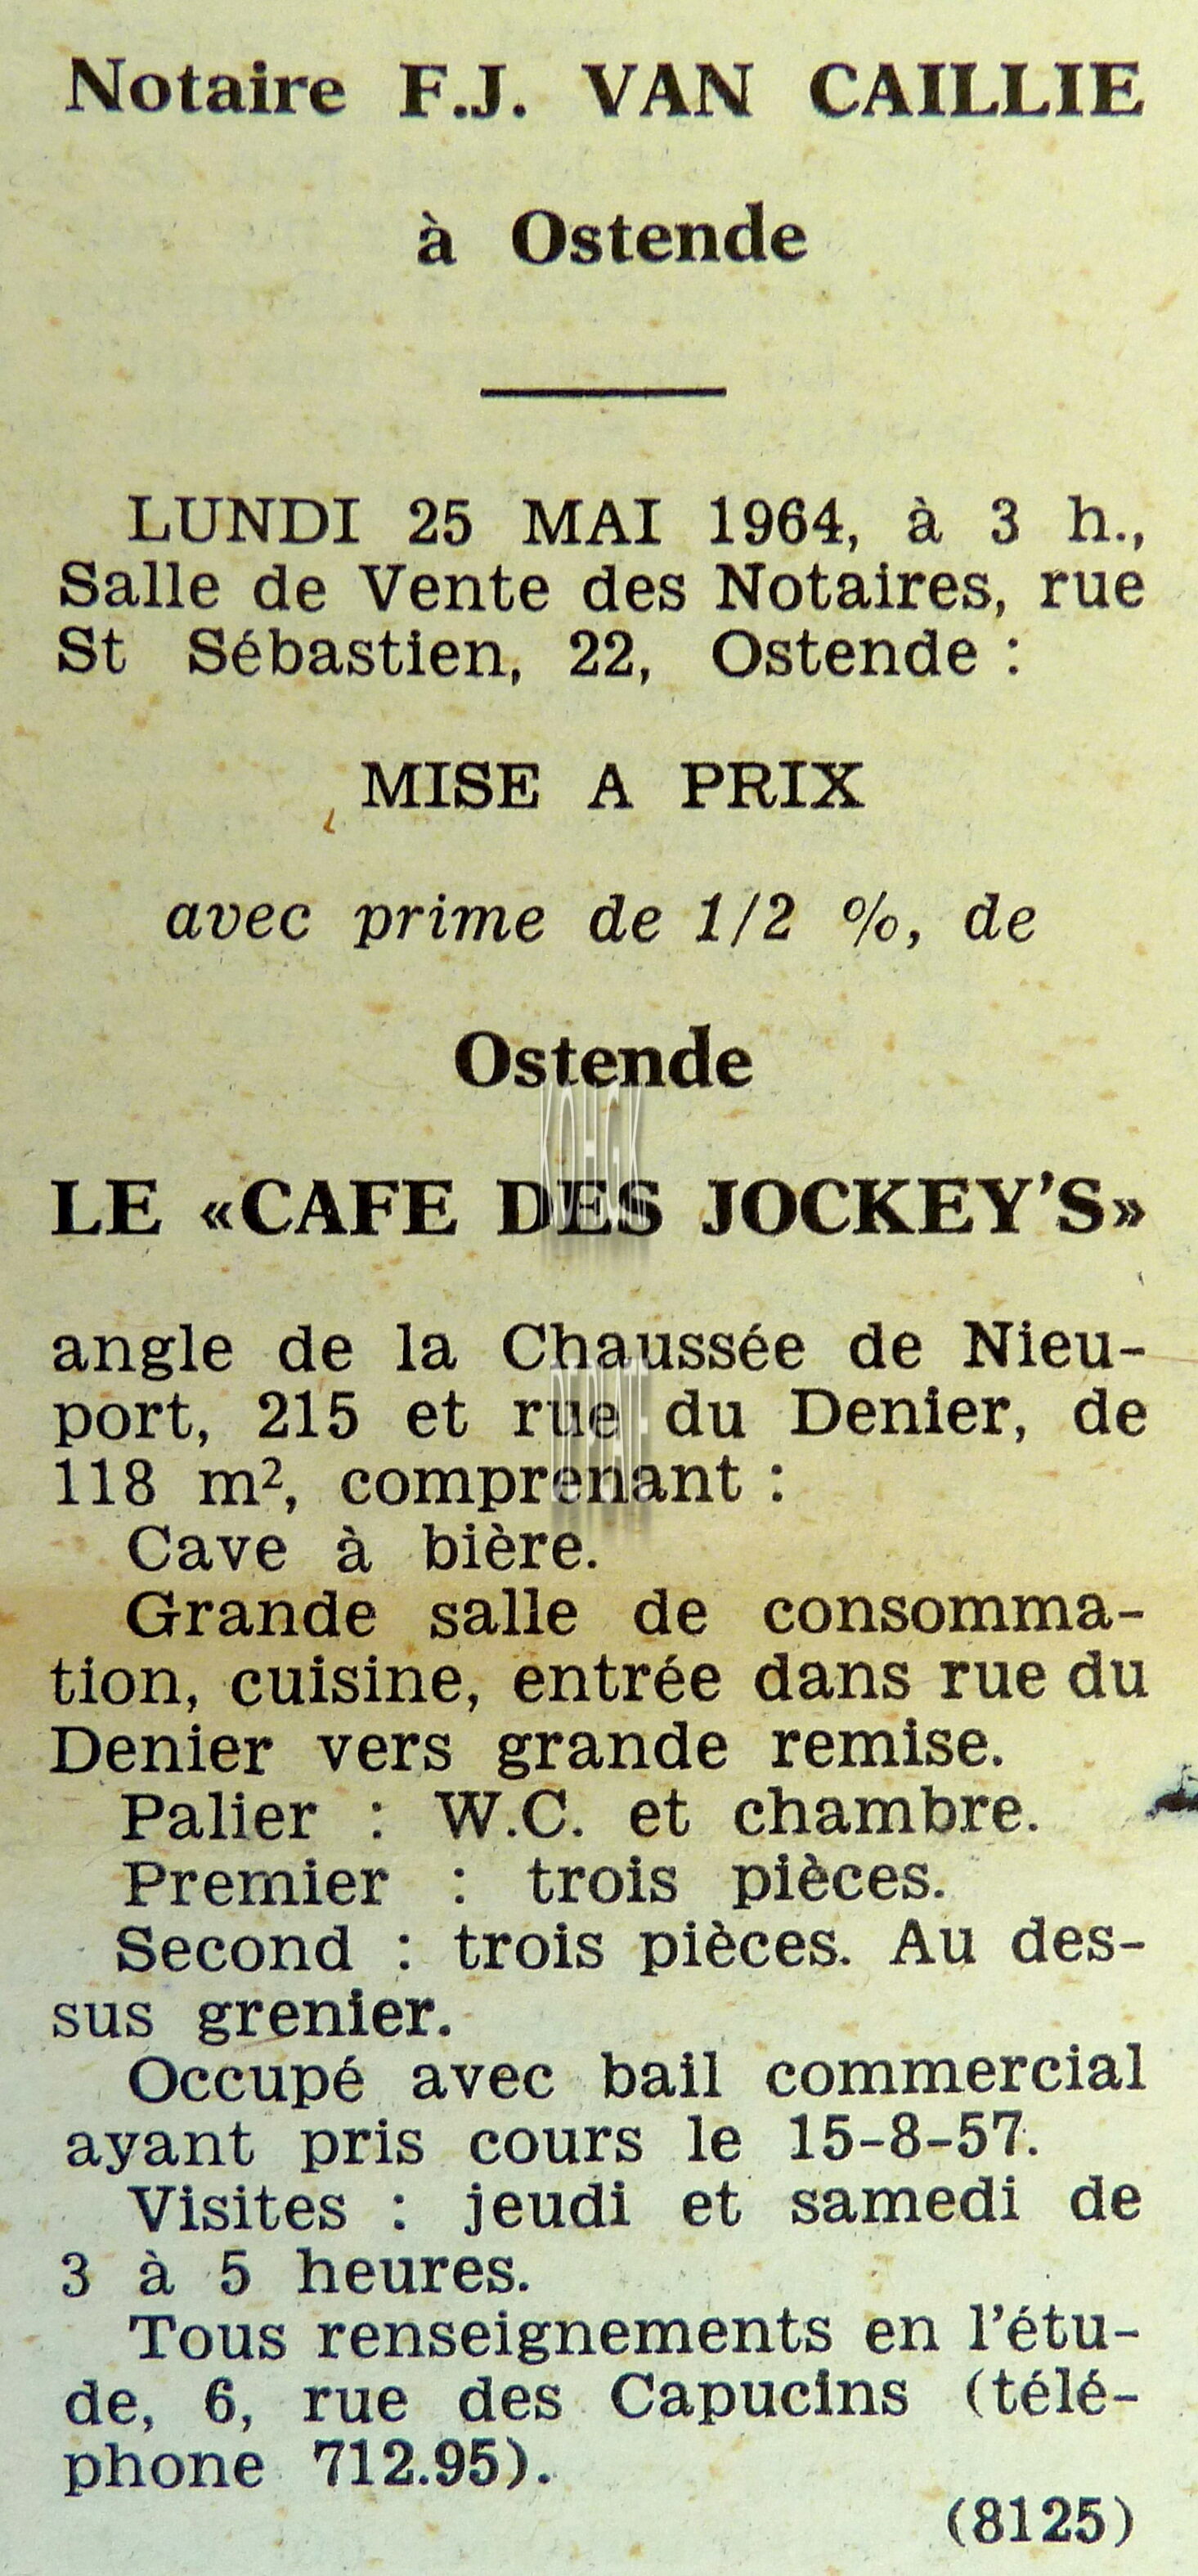 Notaire F.J. VAN CAILLIE
à Ostende
LUNDI 25 MAI 1964, à 3 h.,
Salle de Vente des Notaires, rue
St Sébastien, 22, Ostende :
MISE A PRIX
avec prime de 1/2 %, de
Ostende
LE «CAFE DES JOCKEY'S»
angle de la Chaussée de Nieu-
port, 215 et rue du Denier, de
118 m², comprenant :
Cave à bière.
Grande salle de consomma-
tion, cuisine, entrée dans rue du
Denier vers grande remise.
Palier : W.C. et chambre.
Premier : trois pièces.
Second : trois pièces. Au des-
sus grenier.
Occupé avec bail commercial
ayant pris cours le 15-8-57.
Visites : jeudi et samedi de
3 à 5 heures.
Tous renseignements en l'étu-
de, 6, rue des Capucins (télé-
phone 712.95).
(8125)